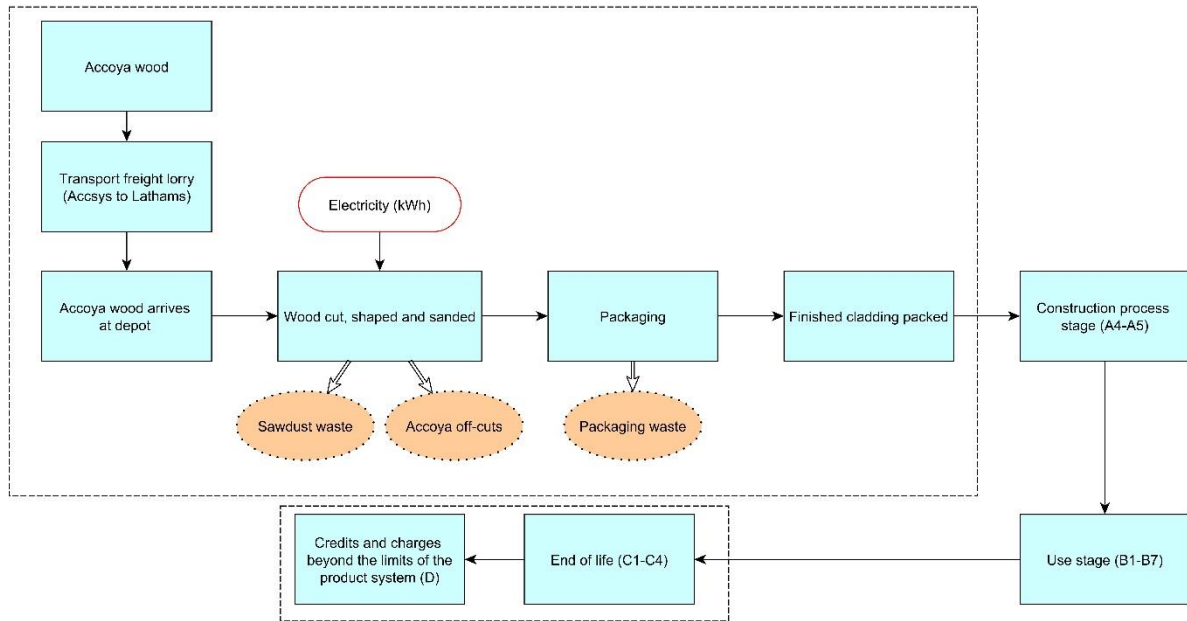 Accoya wood
Transport freight lorry
(Accsys to Lathams)
Electricity (kWh)
Accoya wood arrives
at depot
Wood cut, shaped and sanded
Packaging
Finished cladding packed
Construction process
stage (A4-A5)
Sawdust waste
Accoya off-cuts
Packaging waste
Credits and charges
beyond the limits of the
product system (D)
End of life (C1-C4)
Use stage (B1-B7)